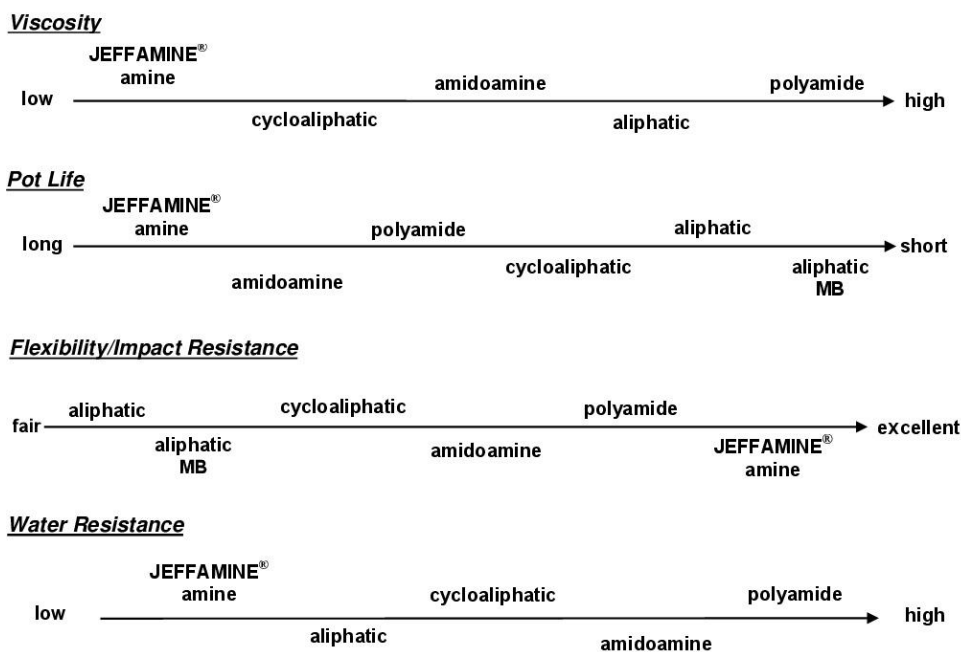 Viscosity
JEFFAMINE®
amine
amidoamine
polyamide
low
high
cycloaliphatic
aliphatic
Pot Life
JEFFAMINE®
amine
polyamide
aliphatic
long
short
amidoamine
cycloaliphatic
aliphatic
MB
Flexibility/Impact Resistance
aliphatic
cycloaliphatic
polyamide
fair
excellent
aliphatic
MB
amidoamine
JEFFAMINE®
amine
Water Resistance
JEFFAMINE®
amine
cycloaliphatic
polyamide
low
high
aliphatic
amidoamine